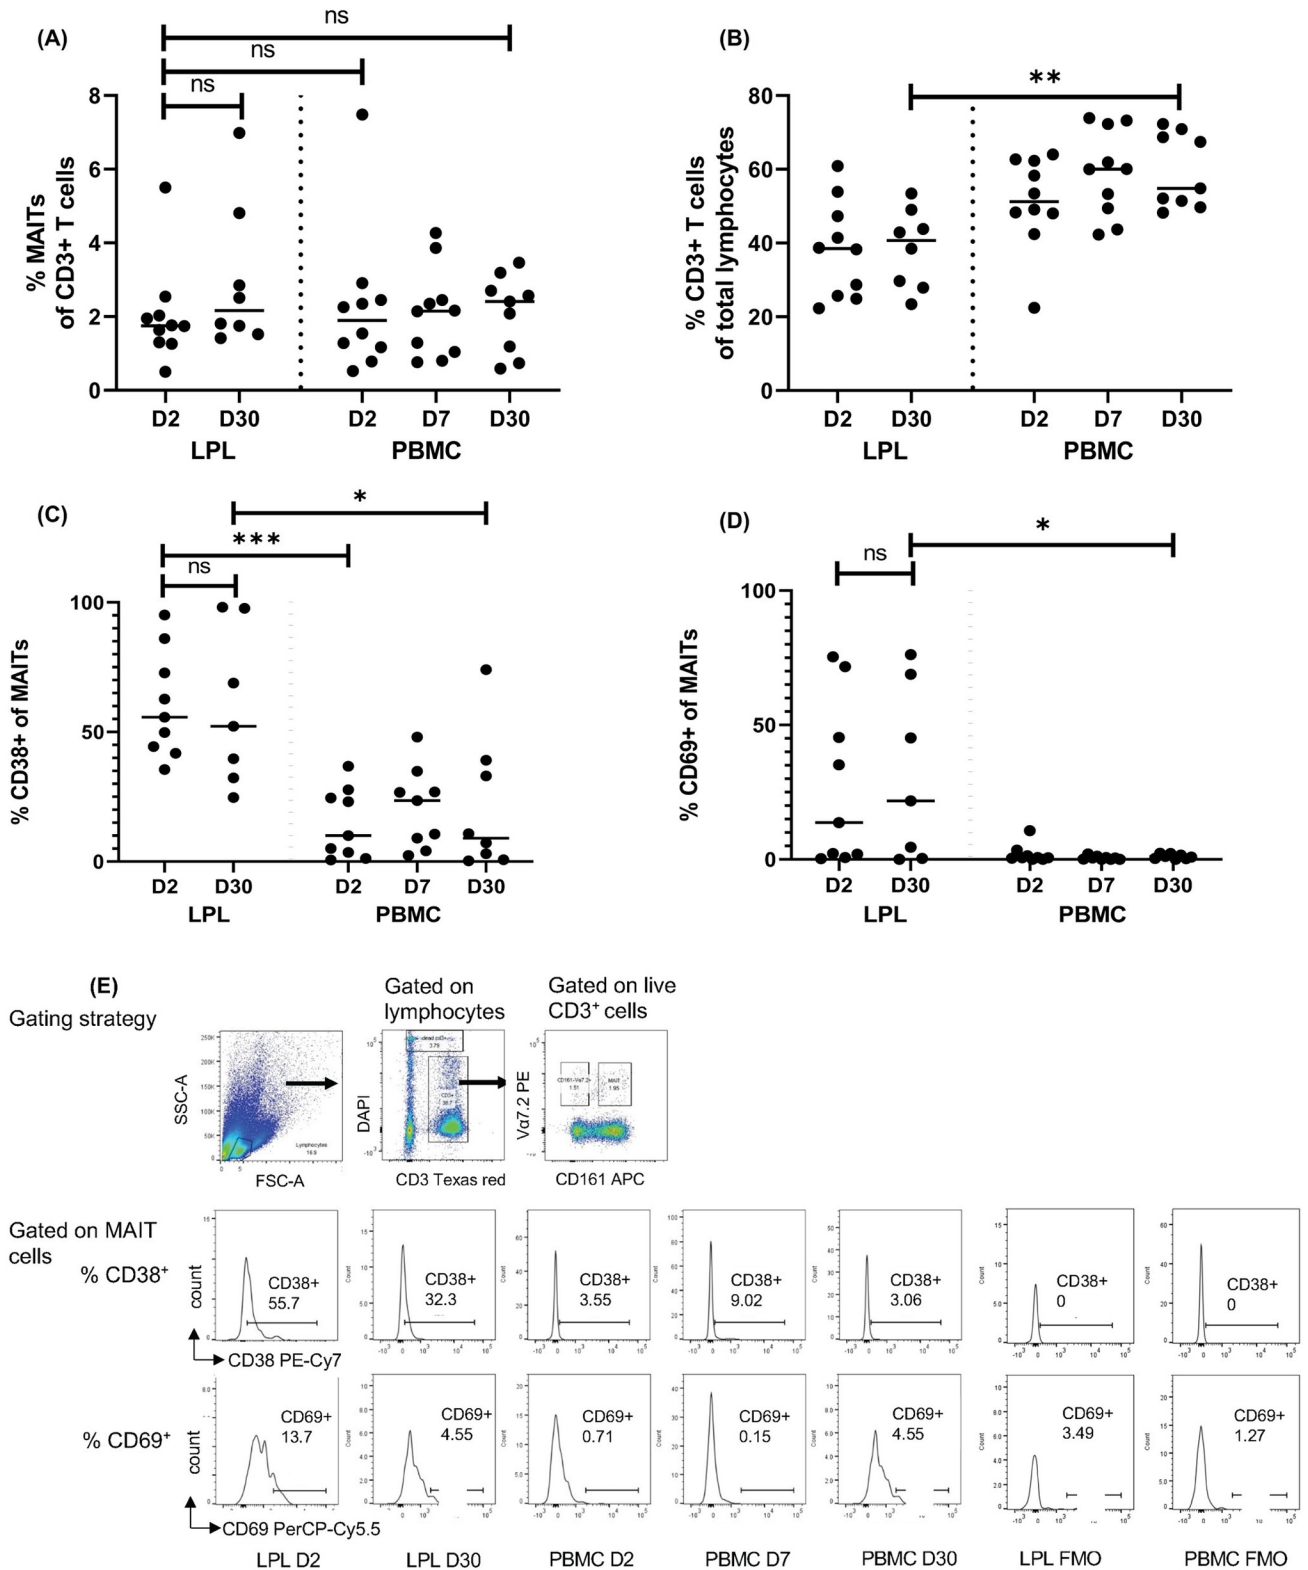 (A)
ns
ns
ns
% MAITs
of CD3+ T cells
8
6
4
2
0
D2 D30 D2 D7 D30
LPL PBMC
(B)
**
% CD3+ T cells
of total lymphocytes
80
60
40
20
0
D2 D30 D2 D7 D30
LPL PBMC
(C)
*
***
ns
% CD38+ of MAITs
100
50
0
D2 D30 D2 D7 D30
LPL PBMC
(D)
*
ns
% CD69+ of MAITs
100
50
0
D2 D30 D2 D7 D30
LPL PBMC
(E)
Gating strategy
Gated on
lymphocytes
Gated on live
CD3+ cells
SSC-A
250K
200K
150K
100K
50K
0
Lymphocytes
FSC-A
DAPI
CD3 Texas red
Vα7.2 PE
MAIT
1.95
CD161 APC
Gated on MAIT
cells
% CD38+
count
CD38+
55.7
CD38+
32.3
CD38+
3.55
CD38+
9.02
CD38+
3.06
CD38+
0
CD38+
0
CD38 PE-Cy7
% CD69+
count
CD69+
13.7
CD69+
4.55
CD69+
0.71
CD69+
0.15
CD69+
4.55
CD69+
3.49
CD69+
1.27
CD69 PerCP-Cy5.5
LPL D2 LPL D30 PBMC D2 PBMC D7 PBMC D30 LPL FMO PBMC FMO